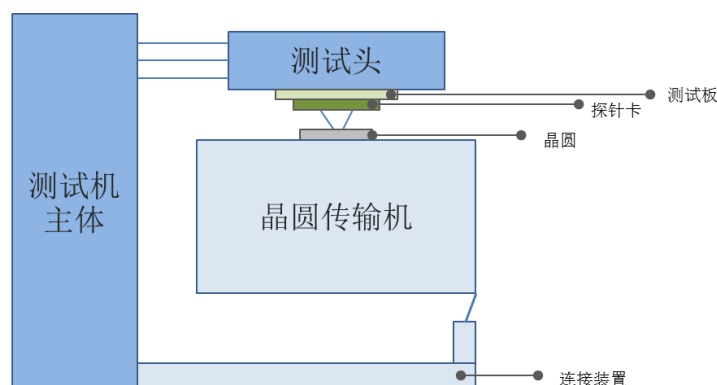 测试头
测试板
探针卡
晶圆
测试机
主体
晶圆传输机
连接装置